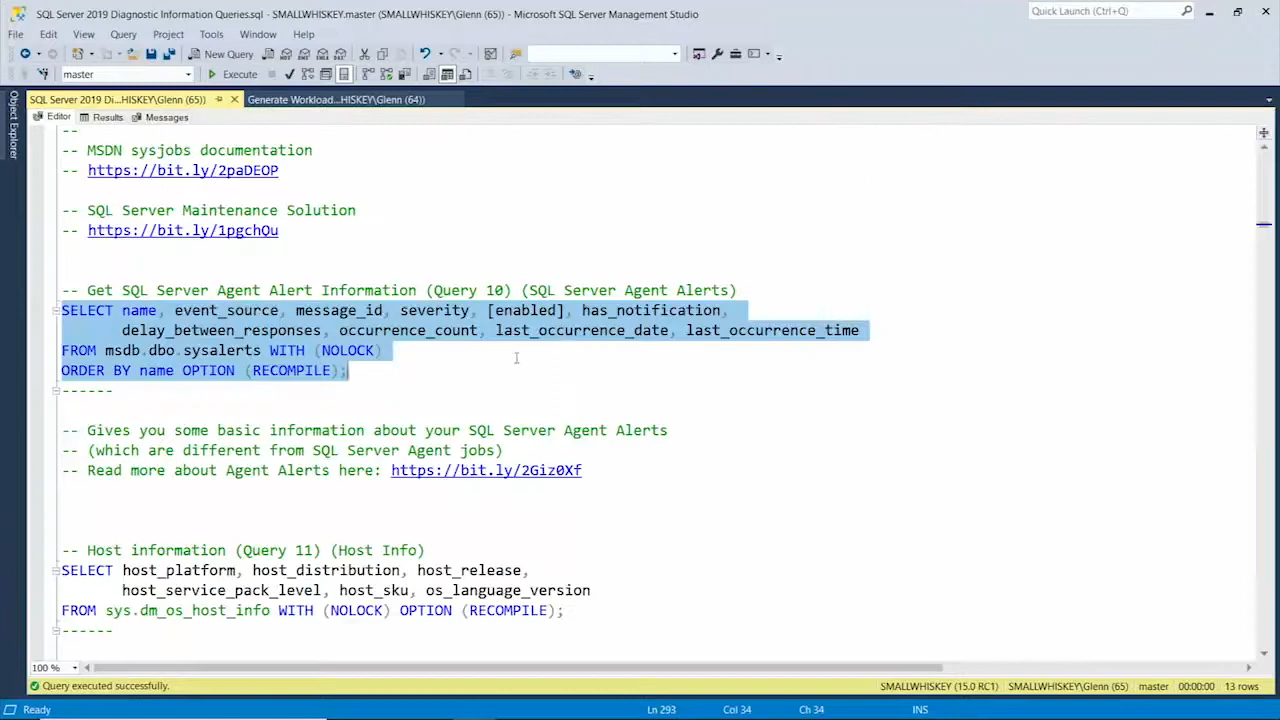 SQL Server 2019 Diagnostic Information Queries.sql - SMALLWHISKEY.master (SMALLWHISKEY\Glenn (65)) - Microsoft SQL Server Management Studio
Quick Launch (Ctrl+Q)
File Edit View Query Project Tools Window Help
New Query
master Execute
SQL Server 2019 Di...HISKEY\Glenn (65)) Generate Workload...HISKEY\Glenn (64))
Object Explorer
Editor Results Messages
--
-- MSDN sysjobs documentation
-- https://bit.ly/2paDEOP
-- SQL Server Maintenance Solution
-- https://bit.ly/1pgchQu
-- Get SQL Server Agent Alert Information (Query 10) (SQL Server Agent Alerts)
SELECT name, event_source, message_id, severity, [enabled], has_notification,
delay_between_responses, occurrence_count, last_occurrence_date, last_occurrence_time
FROM msdb.dbo.sysalerts WITH (NOLOCK)
ORDER BY name OPTION (RECOMPILE);
------
-- Gives you some basic information about your SQL Server Agent Alerts
-- (which are different from SQL Server Agent jobs)
-- Read more about Agent Alerts here: https://bit.ly/2Giz0Xf
-- Host information (Query 11) (Host Info)
SELECT host_platform, host_distribution, host_release,
host_service_pack_level, host_sku, os_language_version
FROM sys.dm_os_host_info WITH (NOLOCK) OPTION (RECOMPILE);
------
100 %
Query executed successfully. SMALLWHISKEY (15.0 RC1) SMALLWHISKEY\Glenn (65) master 00:00:00 13 rows
Ready Ln 293 Col 34 Ch 34 INS